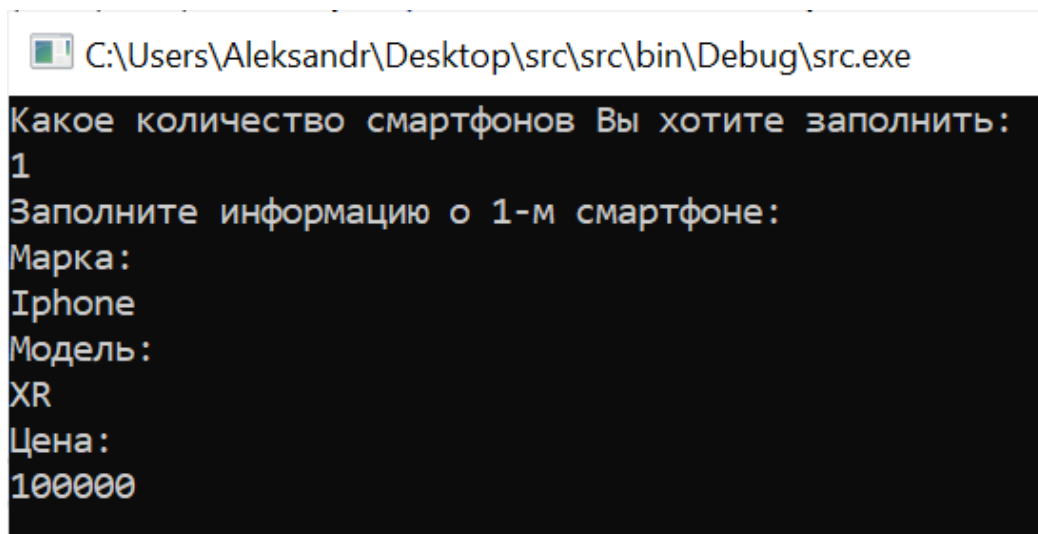 C:\Users\Aleksandr\Desktop\src\src\bin\Debug\src.exe
Какое количество смартфонов Вы хотите заполнить:
1
Заполните информацию о 1-м смартфоне:
Марка:
Iphone
Модель:
XR
Цена:
100000